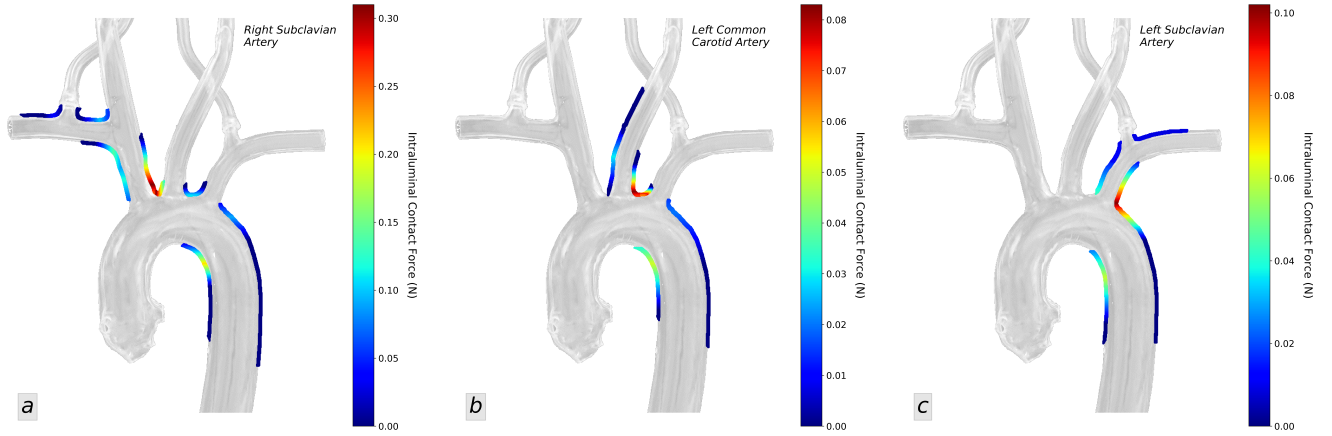 Right Subclavian
Artery
0.30
0.25
0.20
0.15
0.10
0.05
0.00
Intraluminal Contact Force (N)
a
Left Common
Carotid Artery
0.08
0.07
0.06
0.05
0.04
0.03
0.02
0.01
0.00
Intraluminal Contact Force (N)
b
Left Subclavian
Artery
0.10
0.08
0.06
0.04
0.02
0.00
Intraluminal Contact Force (N)
c